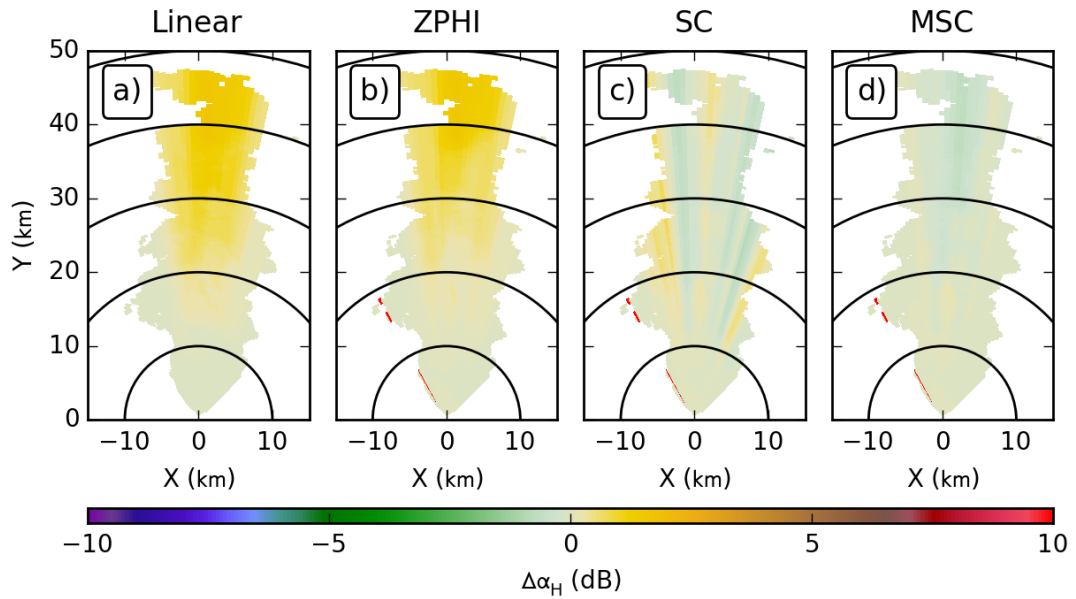 Linear ZPHI SC MSC
a) b) c) d)
50
40
30
20
10
0
Y (km)
−10 0 10 −10 0 10 −10 0 10 −10 0 10
X (km) X (km) X (km) X (km)
−10 −5 0 5 10
Δα_H (dB)